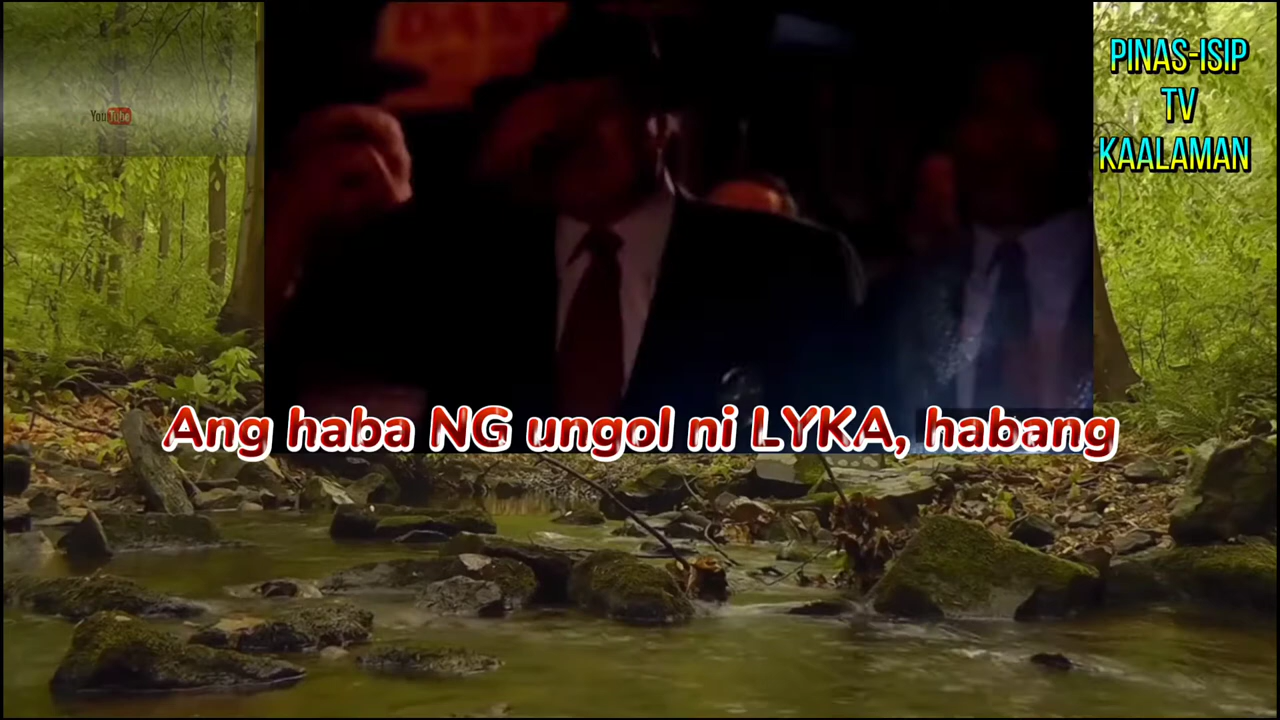 YouTube
PINAS-ISIP
TV
KAALAMAN
Ang haba NG ungol ni LYKA, habang